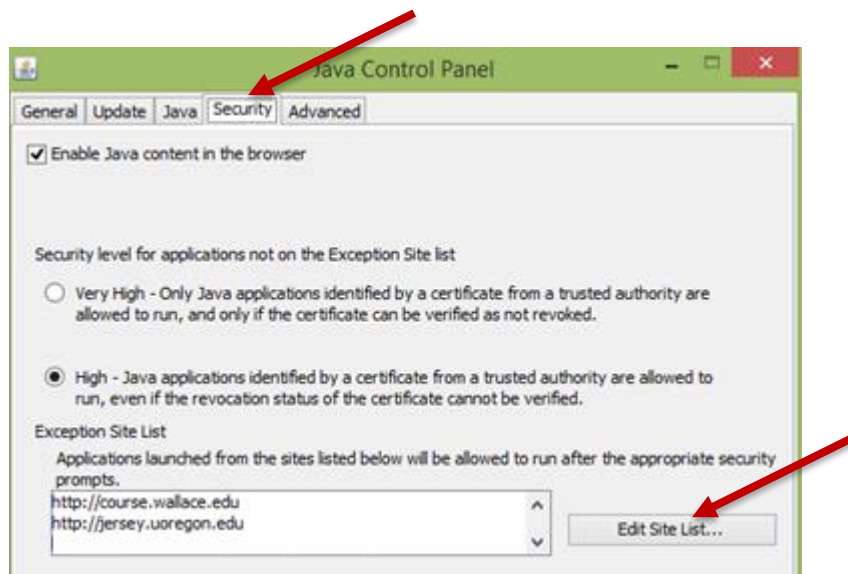 Java Control Panel
General Update Java Security Advanced
Enable Java content in the browser
Security level for applications not on the Exception Site list
Very High - Only Java applications identified by a certificate from a trusted authority are
allowed to run, and only if the certificate can be verified as not revoked.
High - Java applications identified by a certificate from a trusted authority are allowed to
run, even if the revocation status of the certificate cannot be verified.
Exception Site List
Applications launched from the sites listed below will be allowed to run after the appropriate security
prompts.
http://course.wallace.edu
http://jersey.uoregon.edu
Edit Site List...